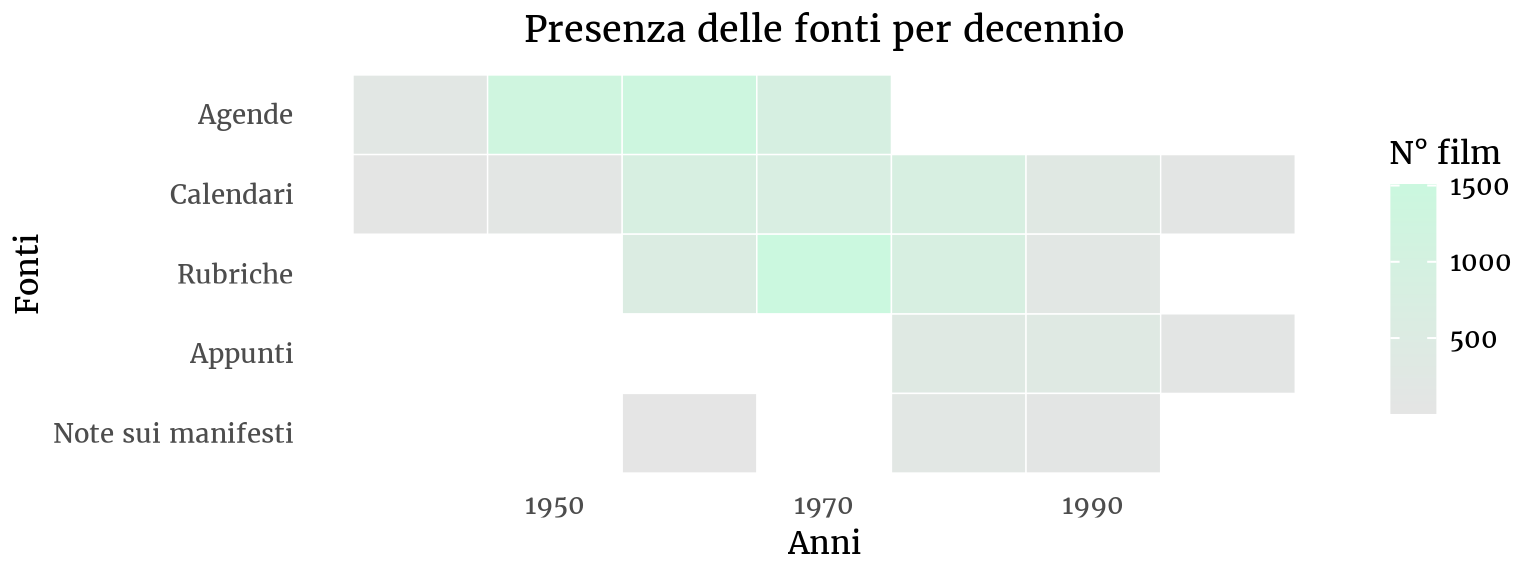 Presenza delle fonti per decennio
Fonti
Agende
Calendari
Rubriche
Appunti
Note sui manifesti
1950
1970
1990
Anni
N° film
1500
1000
500